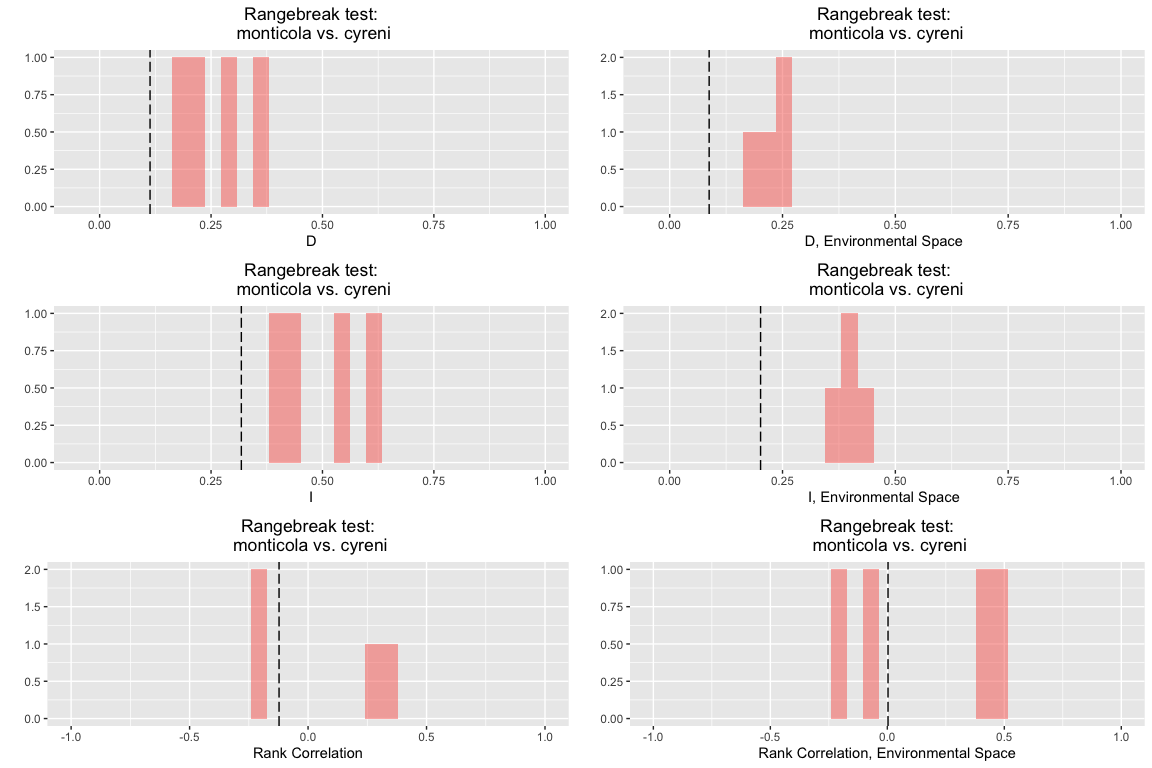 Rangebreak test:
monticola vs. cyreni
1.00
0.75
0.50
0.25
0.00
0.00 0.25 0.50 0.75 1.00
D
Rangebreak test:
monticola vs. cyreni
2.0
1.5
1.0
0.5
0.0
0.00 0.25 0.50 0.75 1.00
D, Environmental Space
Rangebreak test:
monticola vs. cyreni
1.00
0.75
0.50
0.25
0.00
0.00 0.25 0.50 0.75 1.00
I
Rangebreak test:
monticola vs. cyreni
2.0
1.5
1.0
0.5
0.0
0.00 0.25 0.50 0.75 1.00
I, Environmental Space
Rangebreak test:
monticola vs. cyreni
2.0
1.5
1.0
0.5
0.0
-1.0 -0.5 0.0 0.5 1.0
Rank Correlation
Rangebreak test:
monticola vs. cyreni
1.00
0.75
0.50
0.25
0.00
-1.0 -0.5 0.0 0.5 1.0
Rank Correlation, Environmental Space